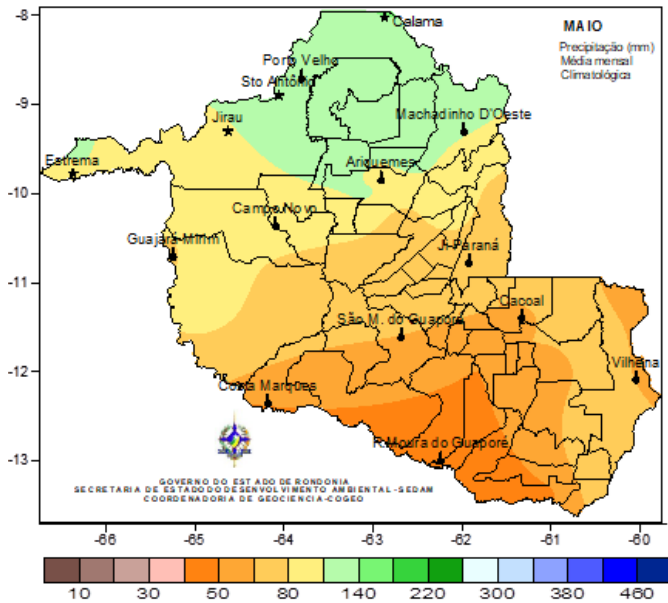 MAIO
Precipitação (mm)
Média mensal
Climatológica
-8
-9
-10
-11
-12
-13
Calama
Porto Velho
Sto Antônio
Machadinho D'Oeste
Jirau
Estrema
Ariquemes
Campo Novo
Guajará-Mirim
Ji-Paraná
Cacoal
São M. do Guaporé
Vilhena
Costa Marques
R.Moura do Guaporé
GOVERNO DO ESTADO DE RONDONIA
SECRETARIA DE ESTADO DO DESENVOLVIMENTO AMBIENTAL-SEDAM
COORDENADORIA DE GEOCIENCIA-COGEO
-66 -65 -64 -63 -62 -61 -60
10 30 50 80 140 220 300 380 460